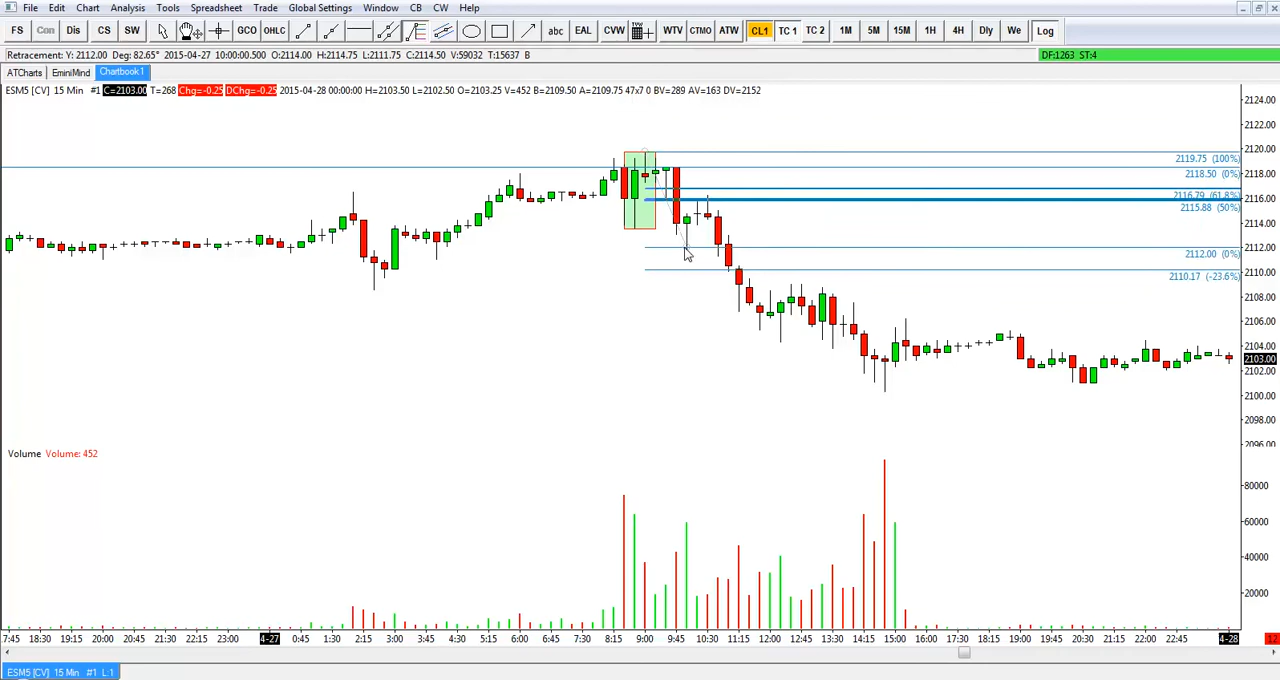 File Edit Chart Analysis Tools Spreadsheet Trade Global Settings Window CB CW Help
FS Con Dis CS SW GCO OHLC abc EAL CVW WTV CTMO ATW CL1 TC 1 TC 2 1M 5M 15M 1H 4H Dly We Log
Retracement: Y: 2112.00 Deg: 82.65° 2015-04-27 10:00:00.500 O:2114.00 H:2114.75 L:2111.75 C:2114.50 V:59032 T:15637 B
DF:1263 ST:4
ATCharts EminiMind Chartbook1
ESM5 [CV] 15 Min #1 C=2103.00 T=268 Chg=-0.25 DChg=-0.25 2015-04-28 00:00:00 H=2103.50 L=2102.50 O=2103.25 V=452 B=2109.50 A=2109.75 47x7 0 BV=289 AV=163 DV=2152
2124.00
2122.00
2120.00
2119.75 (100%)
2118.00
2118.50 (0%)
2116.79 (61.8%)
2116.00
2115.88 (50%)
2114.00
2112.00
2112.00 (0%)
2110.00
2110.17 (-23.6%)
2108.00
2106.00
2104.00
2103.00
2102.00
2100.00
2098.00
2096.00
Volume Volume: 452
80000
60000
40000
20000
7:45 18:30 19:15 20:00 20:45 21:30 22:15 23:00 4-27 0:45 1:30 2:15 3:00 3:45 4:30 5:15 6:00 6:45 7:30 8:15 9:00 9:45 10:30 11:15 12:00 12:45 13:30 14:15 15:00 15:45 17:30 18:15 19:00 19:45 20:30 21:15 22:00 22:45 4-28 12
ESM5 [CV] 15 Min #1 L:1